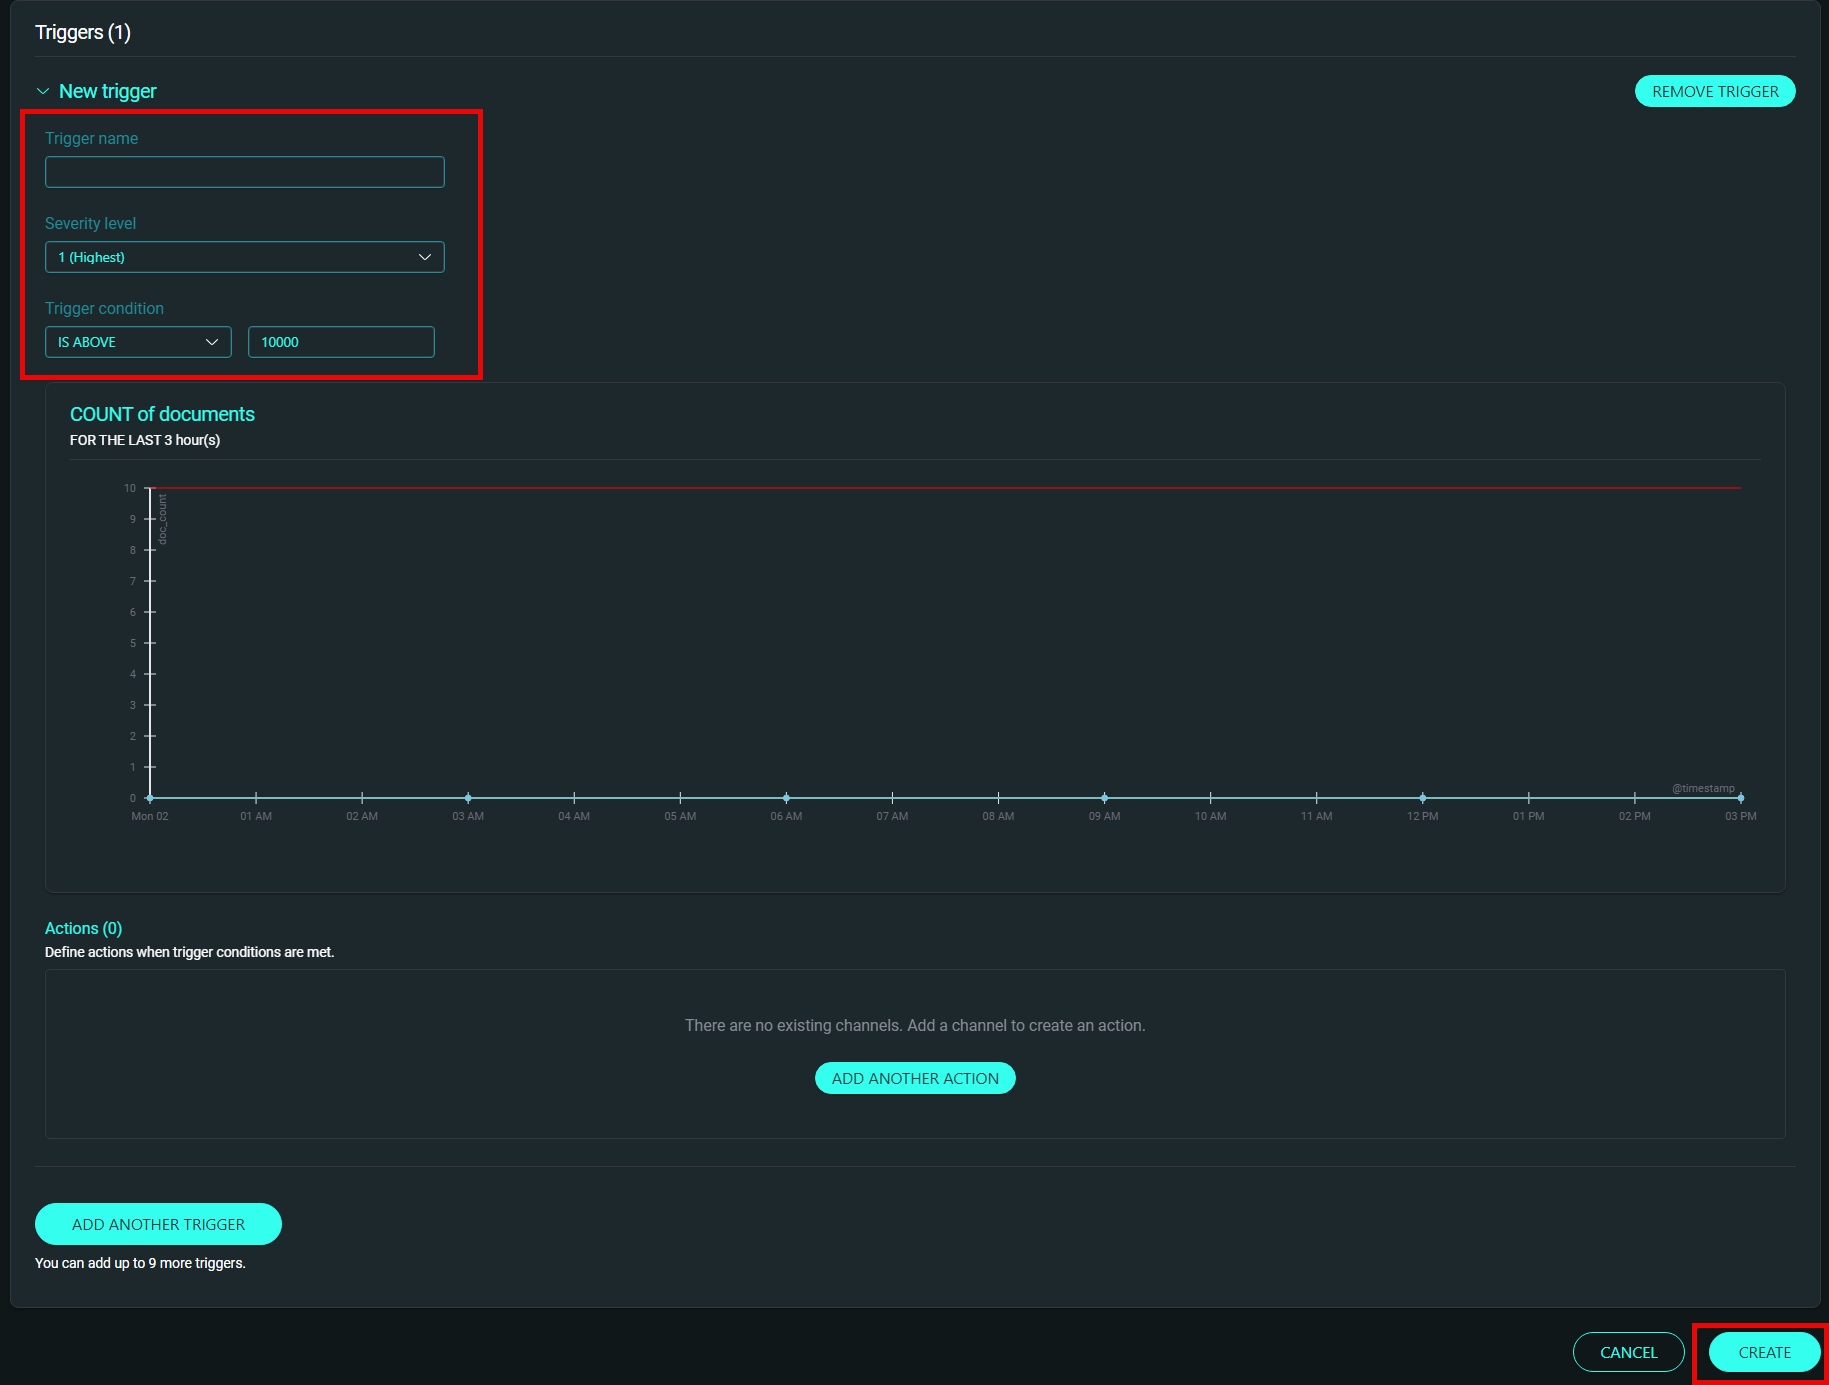 Triggers (1)
New trigger
REMOVE TRIGGER
Trigger name
Severity level
1 (Highest)
Trigger condition
IS ABOVE 10000
COUNT of documents
FOR THE LAST 3 hour(s)
10
doc_count
9
8
7
6
5
4
3
2
1
0
@timestamp
Mon 02 01 AM 02 AM 03 AM 04 AM 05 AM 06 AM 07 AM 08 AM 09 AM 10 AM 11 AM 12 PM 01 PM 02 PM 03 PM
Actions (0)
Define actions when trigger conditions are met.
There are no existing channels. Add a channel to create an action.
ADD ANOTHER ACTION
ADD ANOTHER TRIGGER
You can add up to 9 more triggers.
CANCEL CREATE